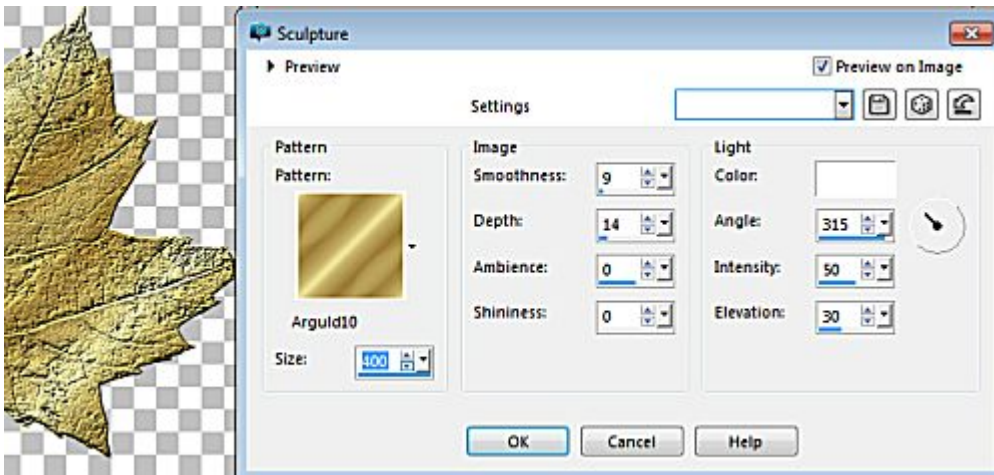 Sculpture
Preview
Preview on Image
Settings
Pattern
Pattern:
Arguld10
Size: 400
Image
Smoothness: 9
Depth: 14
Ambience: 0
Shininess: 0
Light
Color:
Angle: 315
Intensity: 50
Elevation: 30
OK Cancel Help